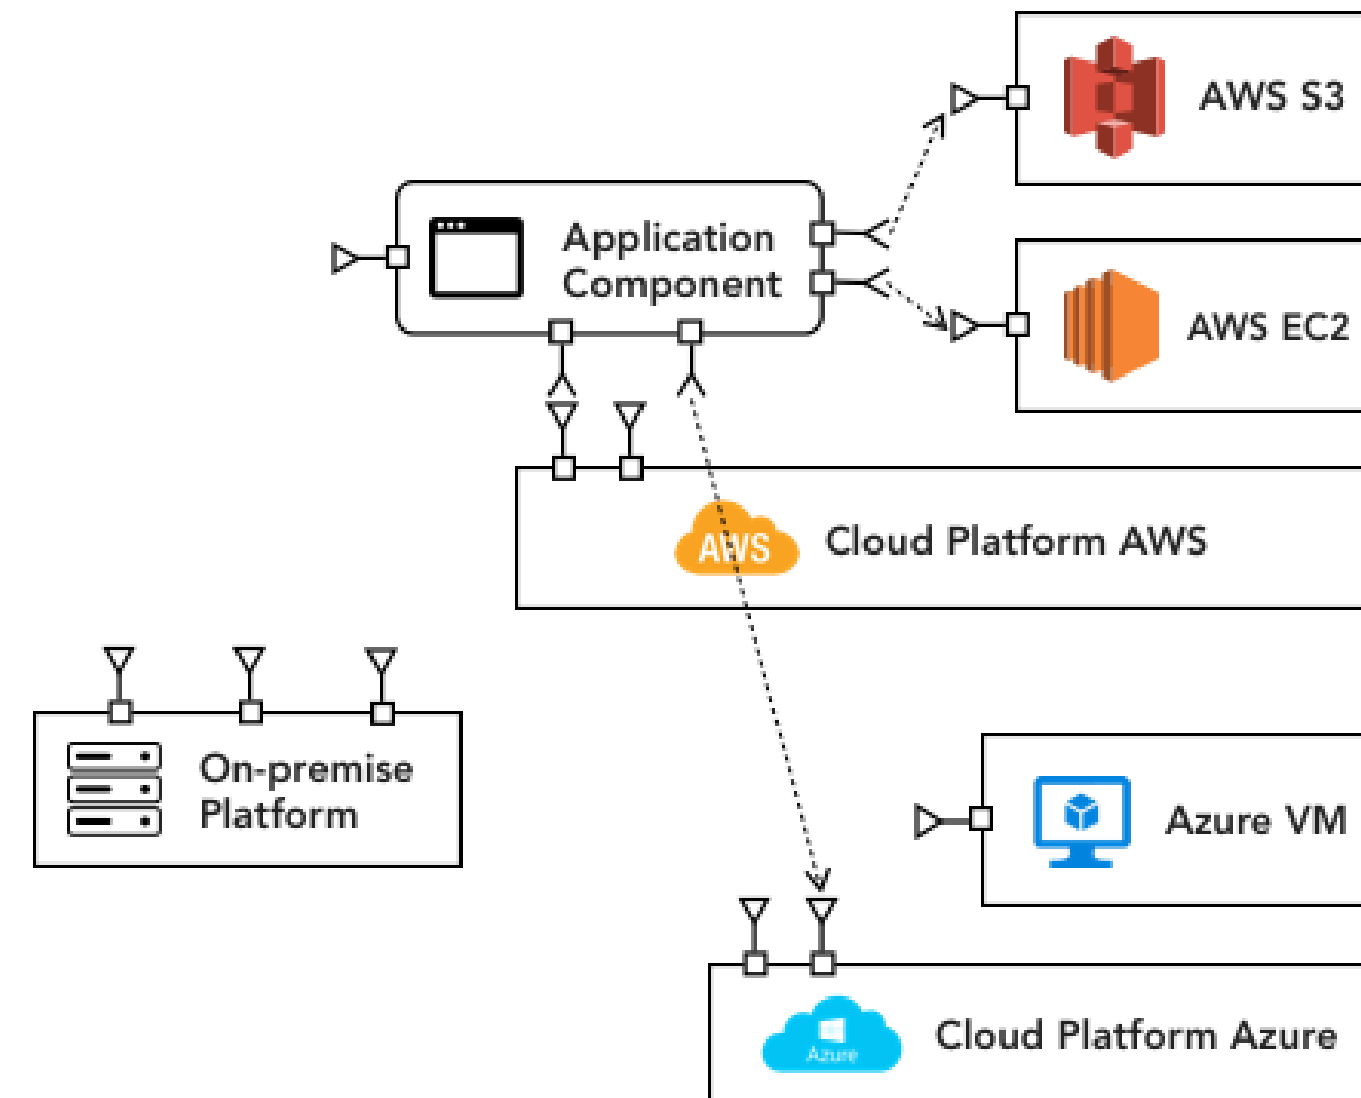 AWS S3
Application
Component
AWS EC2
AWS
Cloud Platform AWS
On-premise
Platform
Azure VM
Azure
Cloud Platform Azure